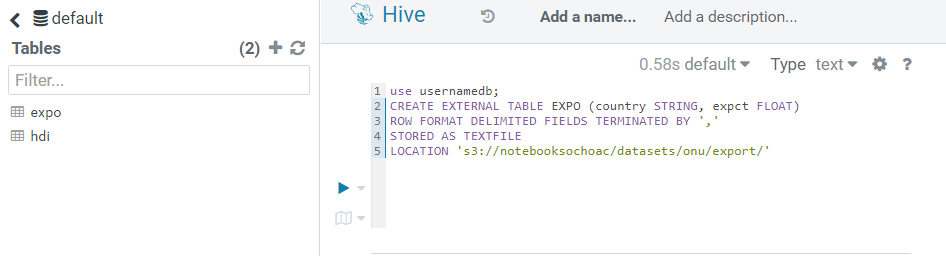 default
Tables (2)
Filter...
expo
hdi
Hive Add a name... Add a description...
0.58s default Type text ?
1 use usernamedb;
2 CREATE EXTERNAL TABLE EXPO (country STRING, expct FLOAT)
3 ROW FORMAT DELIMITED FIELDS TERMINATED BY ','
4 STORED AS TEXTFILE
5 LOCATION 's3://notebooksochoac/datasets/onu/export/'